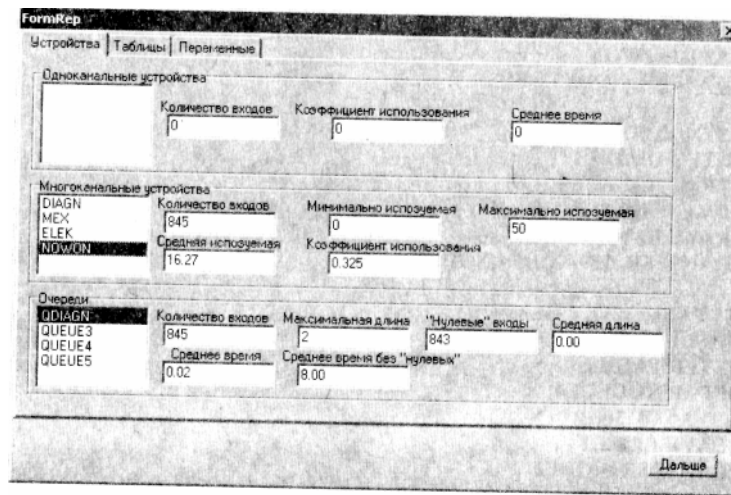 FormRep
Устройства Таблицы Переменные
Одноканальные устройства
Количество входов Коэффициент использования Среднее время
0 0 0
Многоканальные устройства
DIAGN
MEX
ELEK
NOWON
Количество входов Минимально испозуемая Максимально испозуемая
845 0 50
Средняя испозуемая Коэффициент использования
16.27 0.325
Очереди
QDIAGN
QUEUE3
QUEUE4
QUEUE5
Количество входов Максимальная длина "Нулевые" входы Средняя длина
845 2 843 0.00
Среднее время Среднее время без "нулевых"
0.02 8.00
Дальше